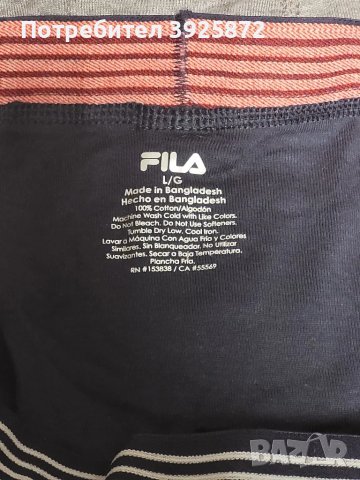 Потребител 3925872
FILA
L/G
Made in Bangladesh
Hecho en Bangladesh
100% Cotton/Algodón
Machine Wash Cold with Like Colors.
Do Not Bleach. Do Not Use Softeners.
Tumble Dry Low. Cool Iron.
Lavar a Máquina Con Agua Fría y Colores
Similares. Sin Blanqueador. No Utilizar
Suavizantes. Secar a Baja Temperatura.
Plancha Fría.
RN #153838 / CA #55569
BAZAR